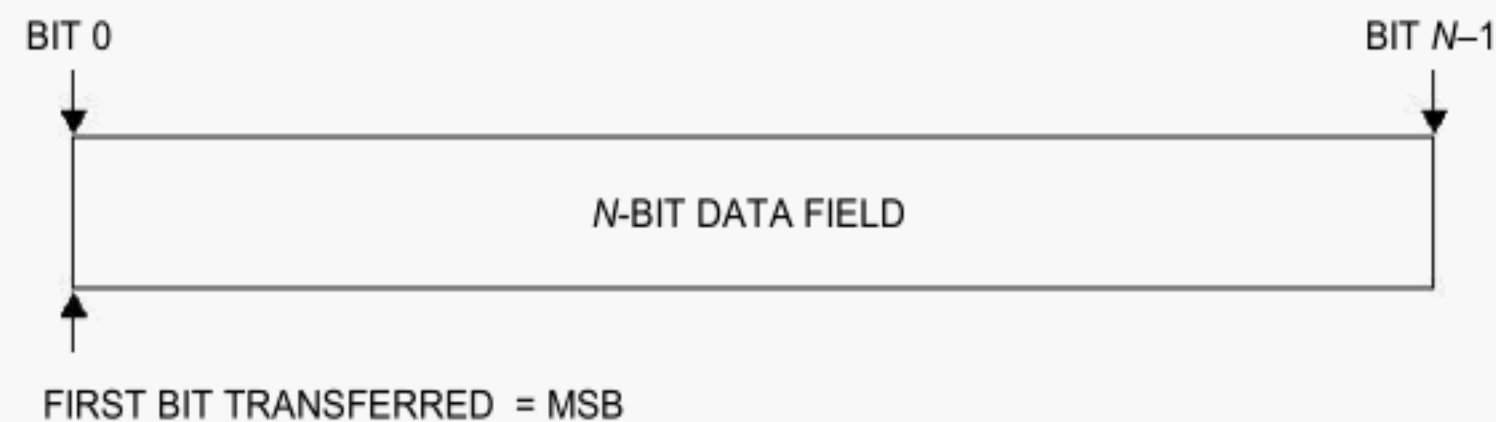 BIT 0
BIT N–1
N-BIT DATA FIELD
FIRST BIT TRANSFERRED = MSB